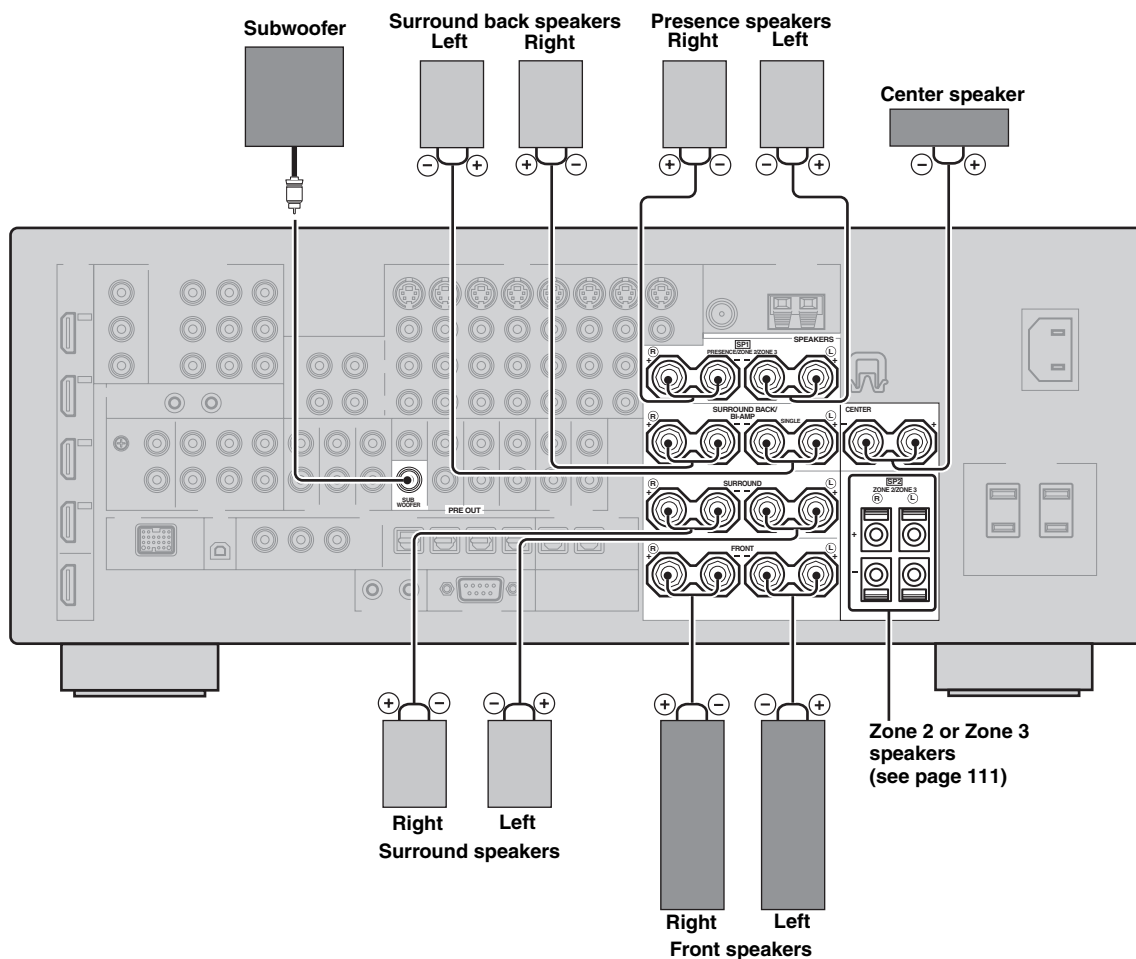 Subwoofer
Surround back speakers
Left Right
Presence speakers
Right Left
Center speaker
− + + −
+ − − +
− +
SP1
SPEAKERS
R PRESENCE/ZONE 2/ZONE 3 L
+ − − +
R SURROUND BACK/ L
BI-AMP
+ − SINGLE − +
CENTER
− +
R SURROUND L
+ − − +
SP2
ZONE 2/ZONE 3
R L
+
−
SUB
WOOFER
PRE OUT
R FRONT L
+ − − +
+ − − +
+ − − +
Zone 2 or Zone 3
speakers
(see page 111)
Right Left
Surround speakers
Right Left
Front speakers